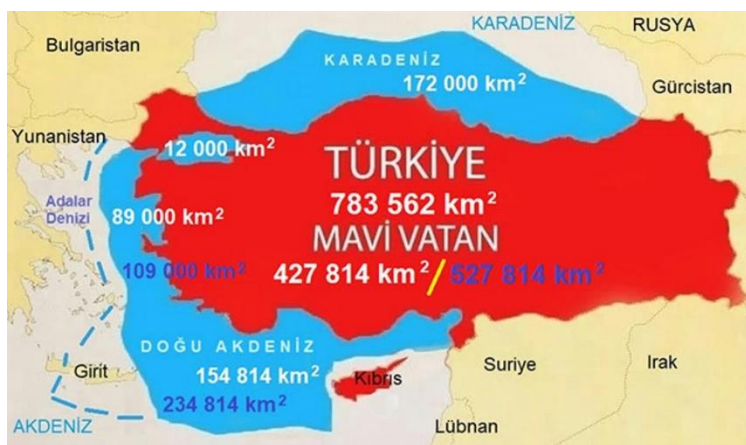 KARADENİZ
RUSYA
Bulgaristan
KARADENİZ
172 000 km²
Gürcistan
Yunanistan
12 000 km²
TÜRKİYE
783 562 km²
Adalar
Denizi
89 000 km²
MAVİ VATAN
109 000 km²
427 814 km² / 527 814 km²
DOĞU AKDENİZ
154 814 km²
234 814 km²
Girit
Kıbrıs
Suriye
Irak
AKDENİZ
Lübnan